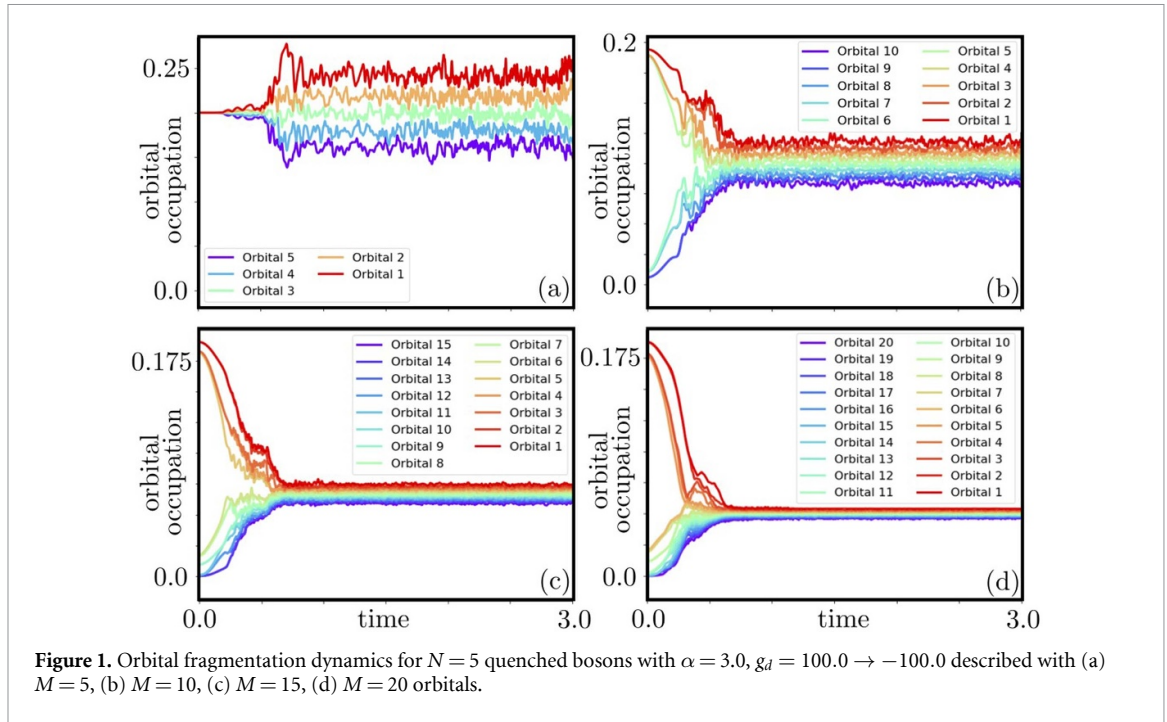 0.25
orbital
occupation
0.0
Orbital 5
Orbital 4
Orbital 3
Orbital 2
Orbital 1
(a)
0.2
orbital
occupation
0.0
Orbital 10
Orbital 9
Orbital 8
Orbital 7
Orbital 6
Orbital 5
Orbital 4
Orbital 3
Orbital 2
Orbital 1
(b)
0.175
orbital
occupation
0.0
Orbital 15
Orbital 14
Orbital 13
Orbital 12
Orbital 11
Orbital 10
Orbital 9
Orbital 8
Orbital 7
Orbital 6
Orbital 5
Orbital 4
Orbital 3
Orbital 2
Orbital 1
(c)
0.0
time
3.0
0.175
orbital
occupation
0.0
Orbital 20
Orbital 19
Orbital 18
Orbital 17
Orbital 16
Orbital 15
Orbital 14
Orbital 13
Orbital 12
Orbital 11
Orbital 10
Orbital 9
Orbital 8
Orbital 7
Orbital 6
Orbital 5
Orbital 4
Orbital 3
Orbital 2
Orbital 1
(d)
0.0
time
3.0
Figure 1. Orbital fragmentation dynamics for N = 5 quenched bosons with α = 3.0, g_d = 100.0 → −100.0 described with (a)
M = 5, (b) M = 10, (c) M = 15, (d) M = 20 orbitals.